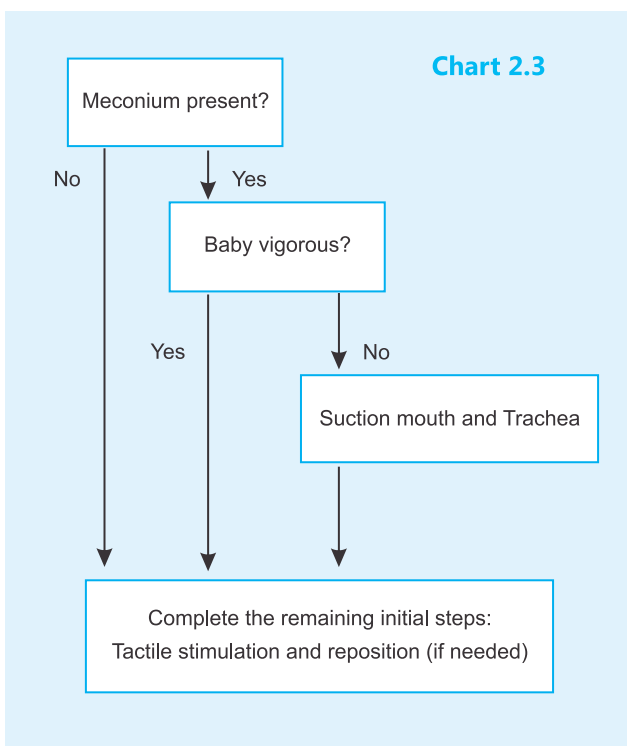 Chart 2.3
Meconium present?
No
Yes
Baby vigorous?
Yes
No
Suction mouth and Trachea
Complete the remaining initial steps:
Tactile stimulation and reposition (if needed)